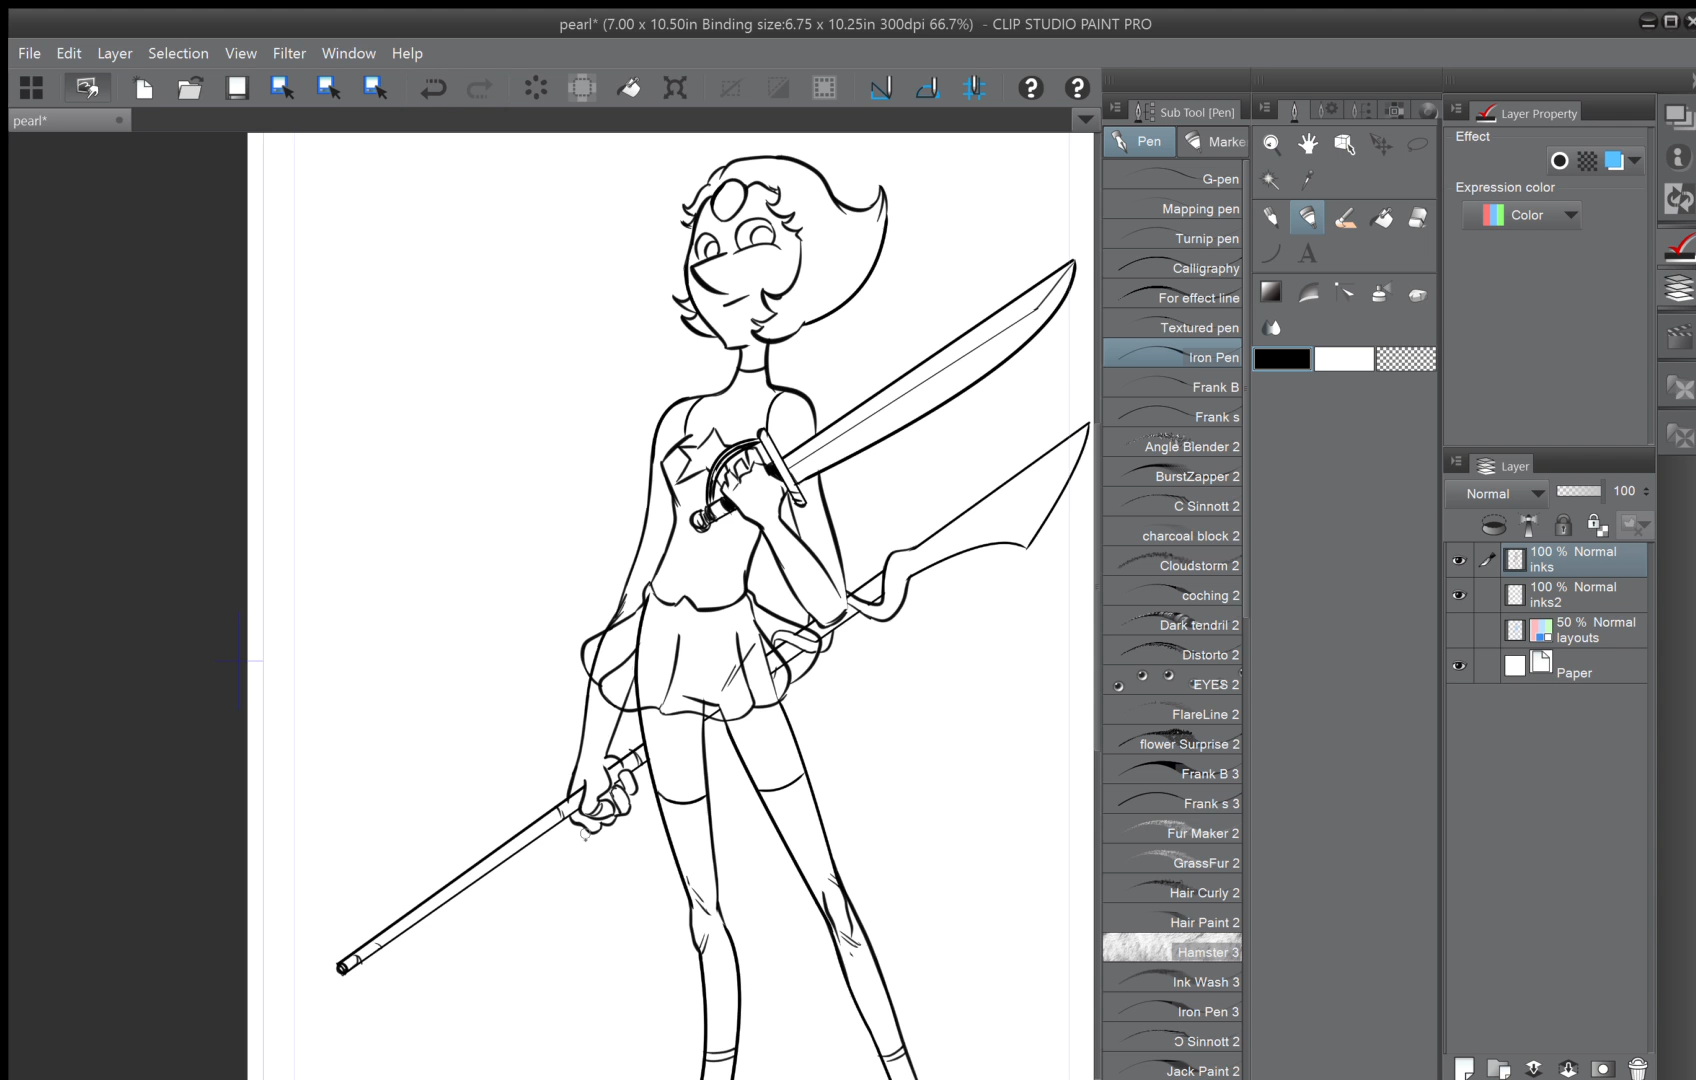 pearl* (7.00 x 10.50in Binding size:6.75 x 10.25in 300dpi 66.7%) - CLIP STUDIO PAINT PRO
File Edit Layer Selection View Filter Window Help
pearl*
Sub Tool [Pen]
Pen
Marke
G-pen
Mapping pen
Turnip pen
Calligraphy
For effect line
Textured pen
Iron Pen
Frank B
Frank s
Angle Blender 2
BurstZapper 2
C Sinnott 2
charcoal block 2
Cloudstorm 2
coching 2
Dark tendril 2
Distorto 2
EYES 2
FlareLine 2
flower Surprise 2
Frank B 3
Frank s 3
Fur Maker 2
GrassFur 2
Hair Curly 2
Hair Paint 2
Hamster 3
Ink Wash 3
Iron Pen 3
J Sinnott 2
Jack Paint 2
A
Layer Property
Effect
Expression color
Color
Layer
Normal
100
100 % Normal
inks
100 % Normal
inks2
50 % Normal
layouts
Paper